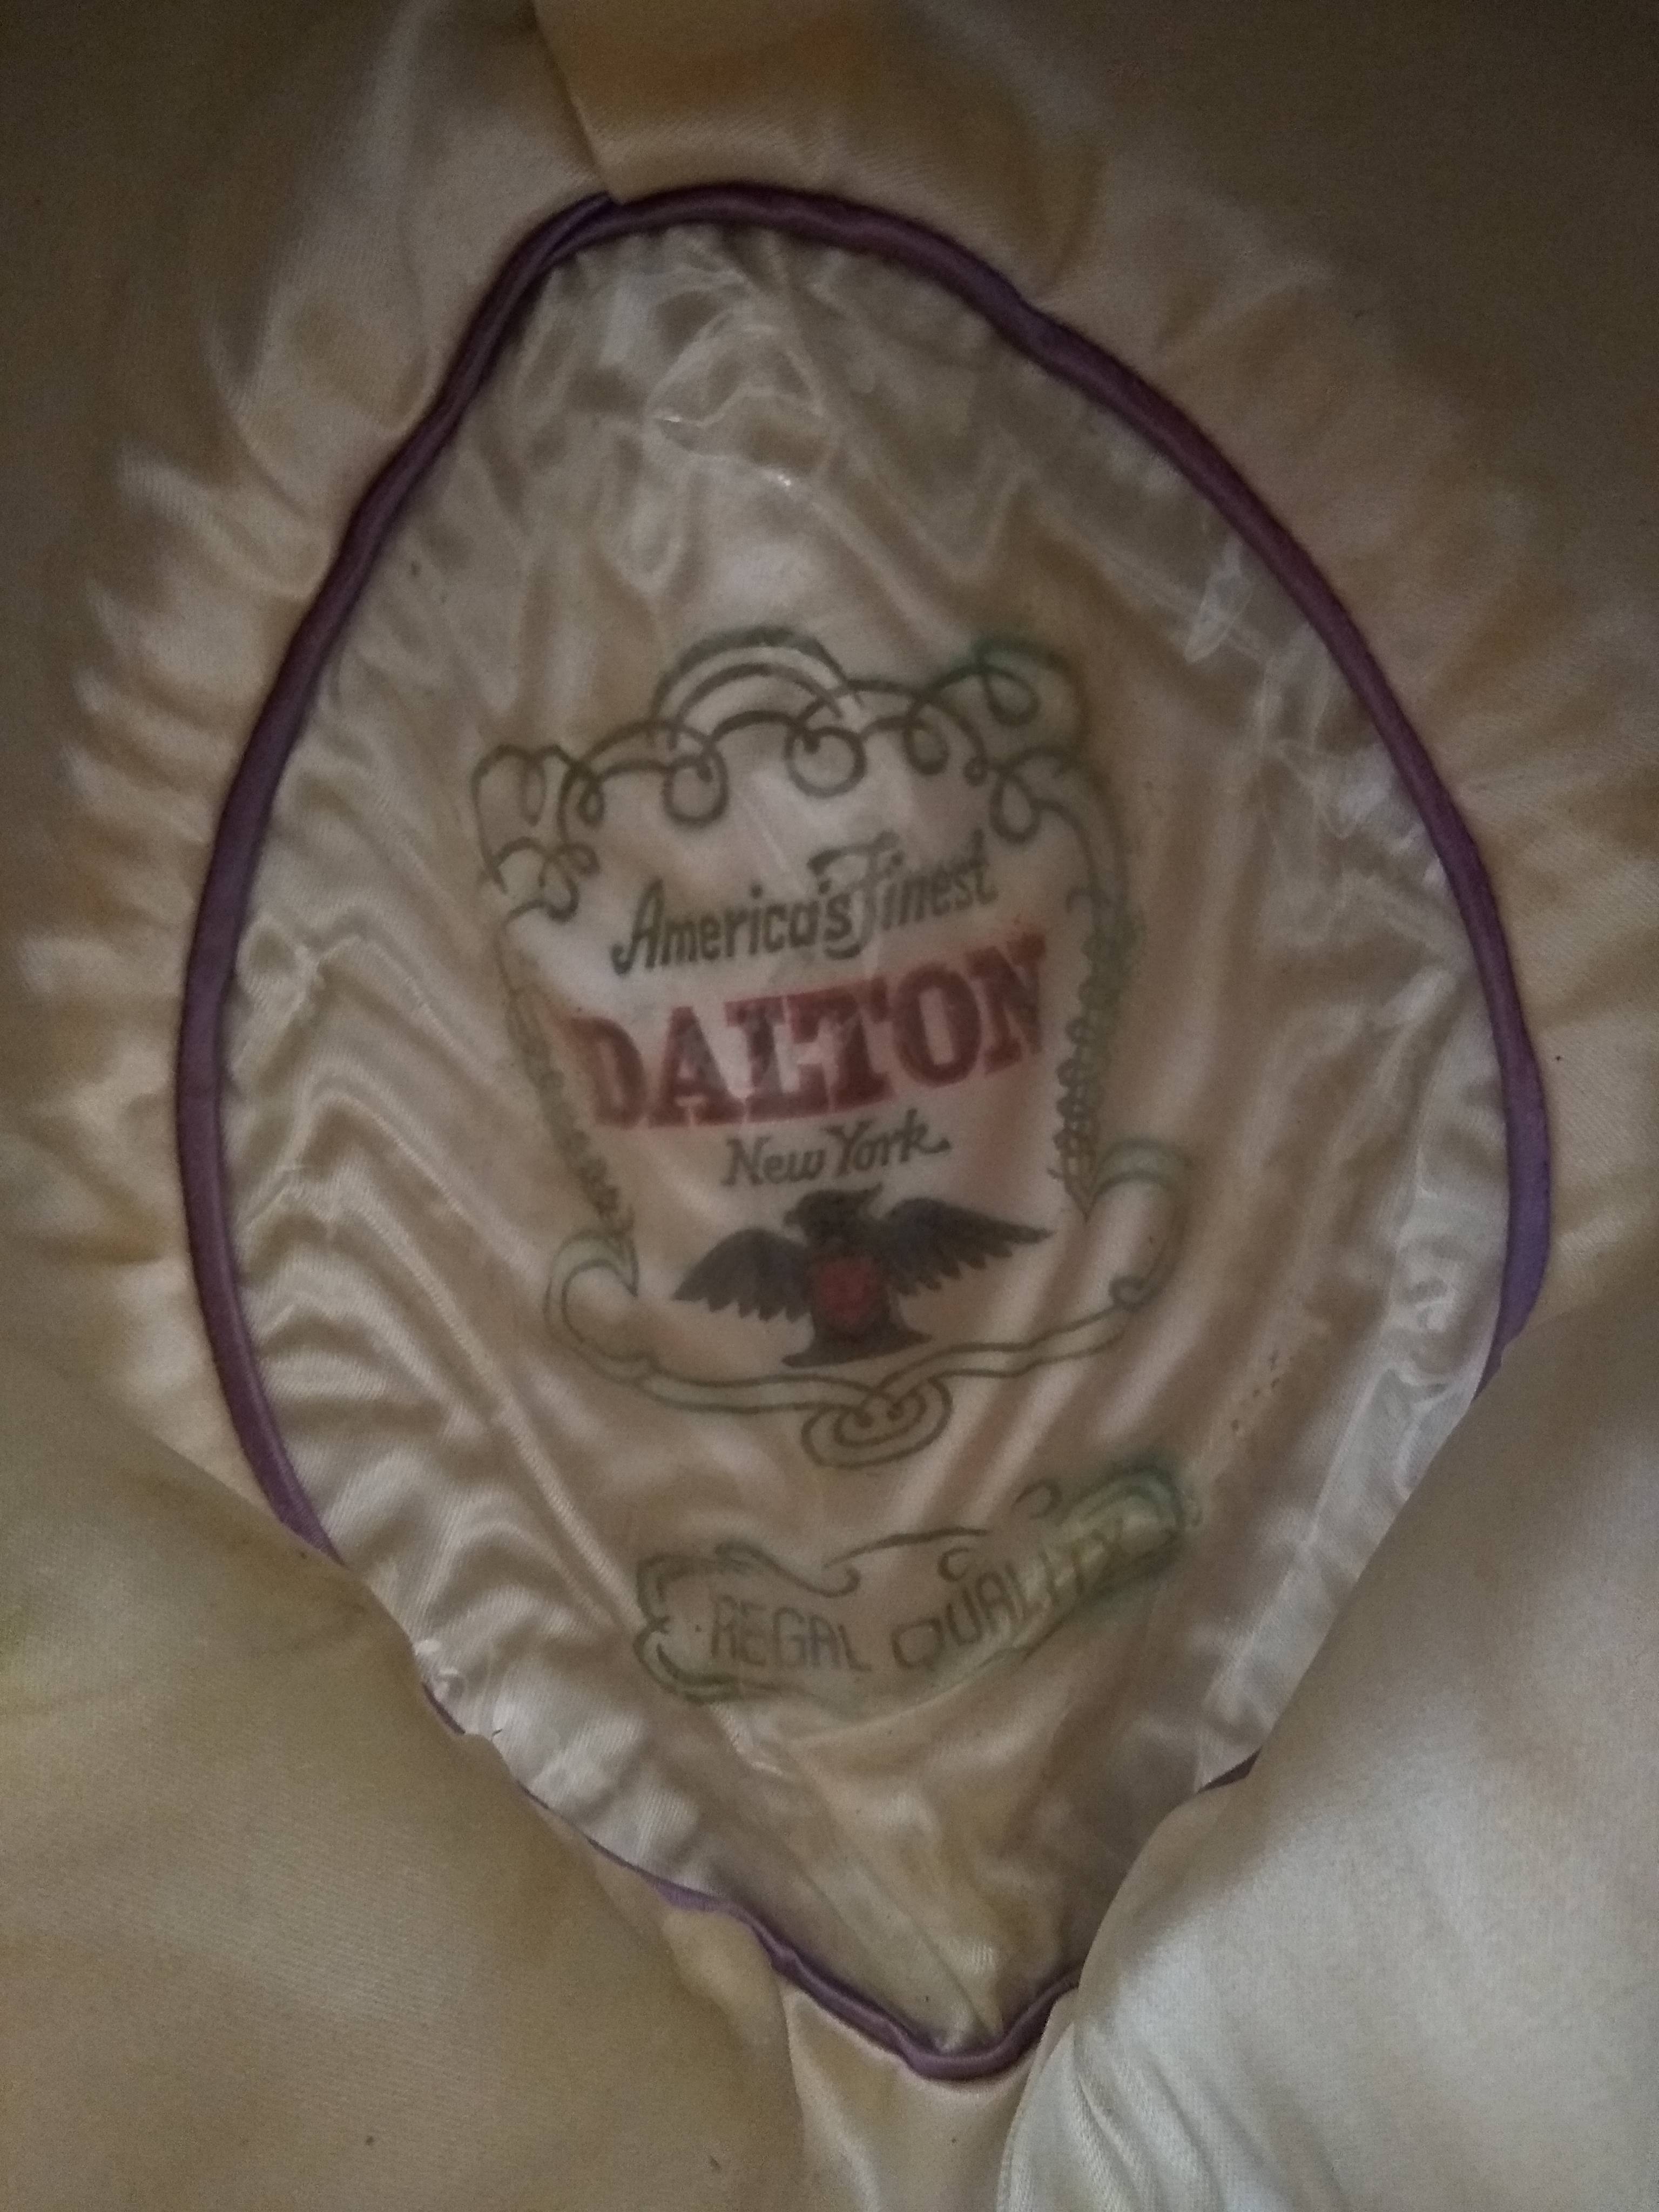 America's Finest
DALTON
New York
REGAL QUALITY